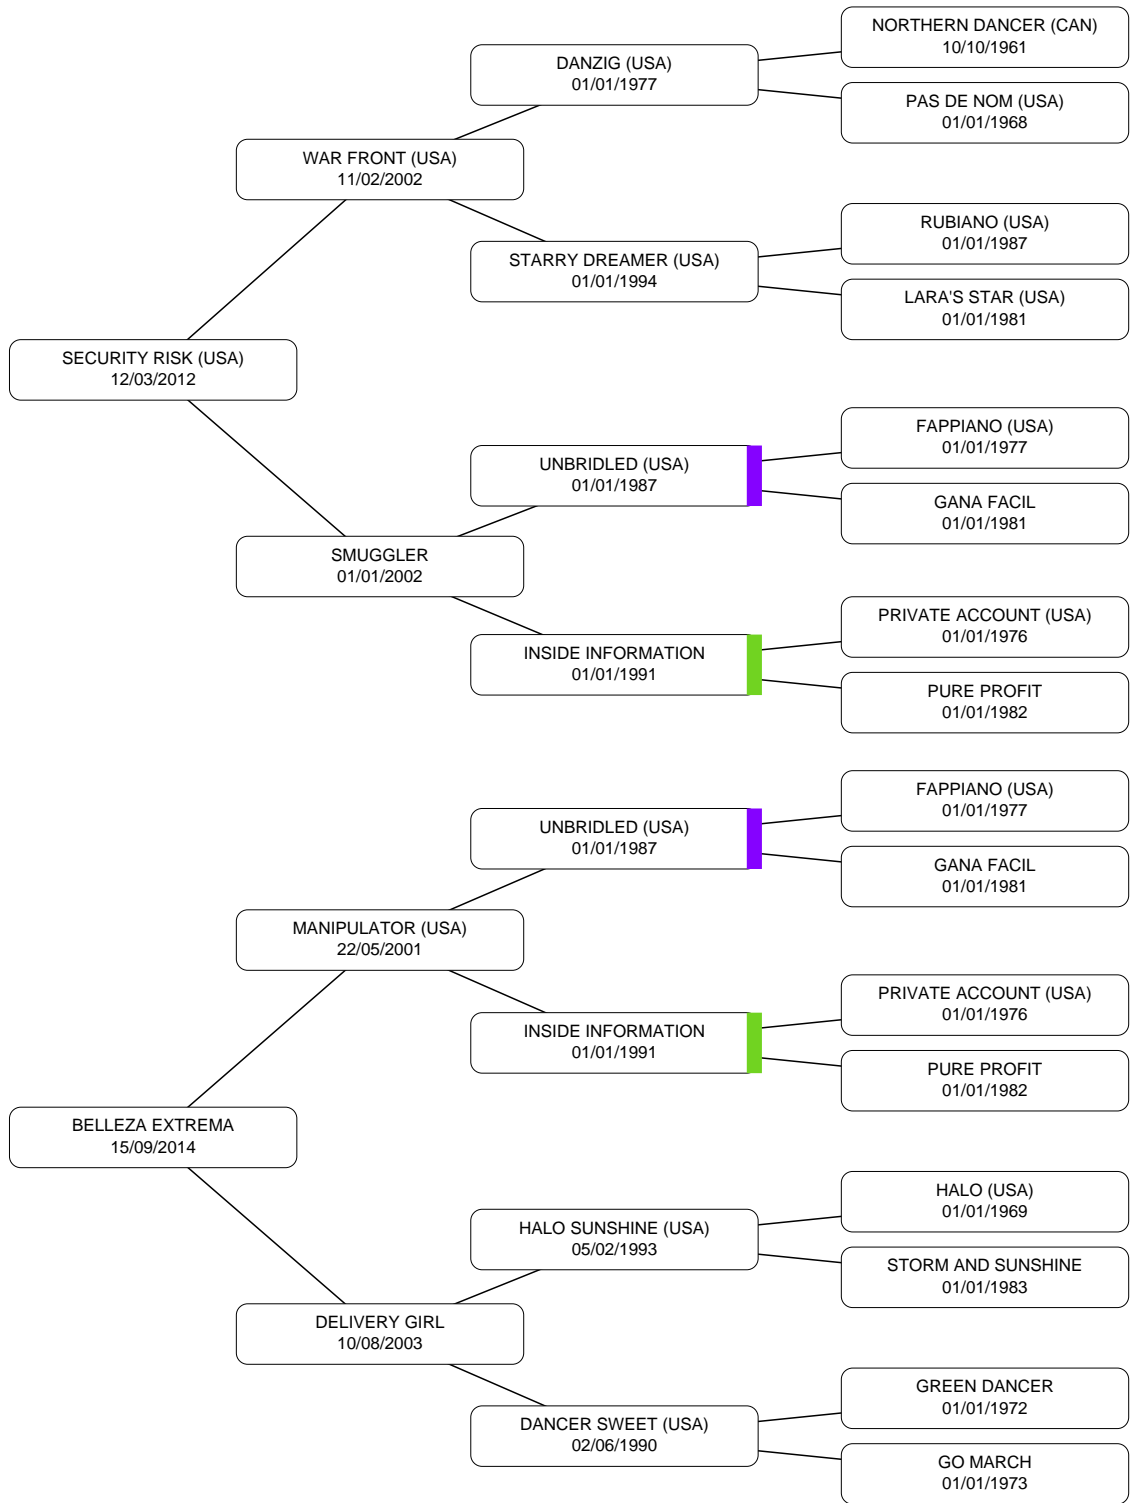 NORTHERN DANCER (CAN)
10/10/1961
DANZIG (USA)
01/01/1977
PAS DE NOM (USA)
01/01/1968
WAR FRONT (USA)
11/02/2002
RUBIANO (USA)
01/01/1987
STARRY DREAMER (USA)
01/01/1994
LARA'S STAR (USA)
01/01/1981
SECURITY RISK (USA)
12/03/2012
FAPPIANO (USA)
01/01/1977
UNBRIDLED (USA)
01/01/1987
GANA FACIL
01/01/1981
SMUGGLER
01/01/2002
PRIVATE ACCOUNT (USA)
01/01/1976
INSIDE INFORMATION
01/01/1991
PURE PROFIT
01/01/1982
FAPPIANO (USA)
01/01/1977
UNBRIDLED (USA)
01/01/1987
GANA FACIL
01/01/1981
MANIPULATOR (USA)
22/05/2001
PRIVATE ACCOUNT (USA)
01/01/1976
INSIDE INFORMATION
01/01/1991
PURE PROFIT
01/01/1982
BELLEZA EXTREMA
15/09/2014
HALO (USA)
01/01/1969
HALO SUNSHINE (USA)
05/02/1993
STORM AND SUNSHINE
01/01/1983
DELIVERY GIRL
10/08/2003
GREEN DANCER
01/01/1972
DANCER SWEET (USA)
02/06/1990
GO MARCH
01/01/1973